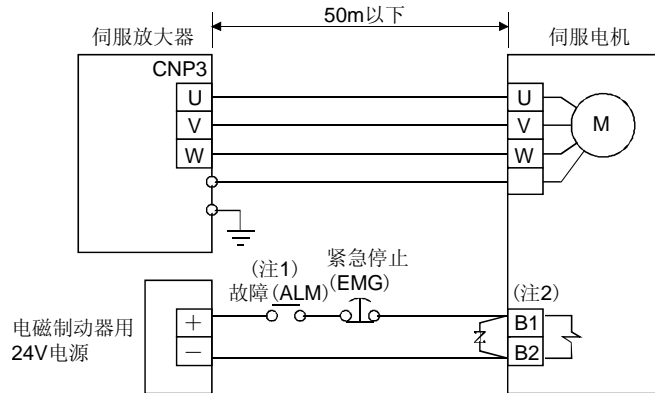 50m以下
伺服放大器
伺服电机
CNP3
U
V
W
U
V
W
M
(注1)
故障(ALM)
紧急停止
(EMG)
(注2)
电磁制动器用
24V电源
+
−
B1
B2